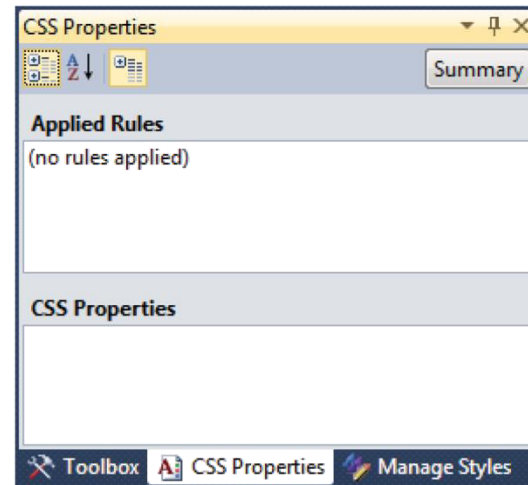 CSS Properties
A Z Summary
Applied Rules
(no rules applied)
CSS Properties
Toolbox A CSS Properties Manage Styles